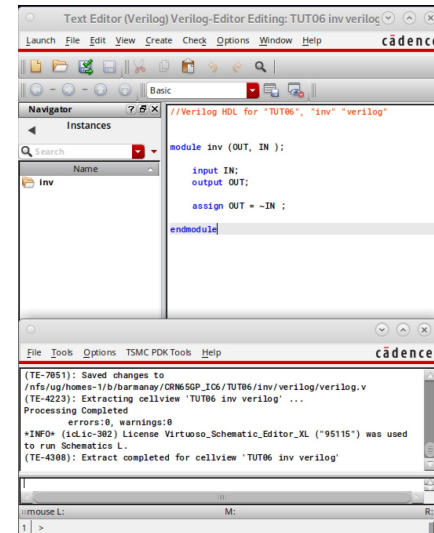 Text Editor (Verilog) Verilog-Editor Editing: TUT06 inv verilog
Launch File Edit View Create Check Options Window Help cādence
Basic
Navigator ? X
Instances
Search
Name
inv
//Verilog HDL for "TUT06", "inv" "verilog"
module inv (OUT, IN );
input IN;
output OUT;
assign OUT = ~IN ;
endmodule
File Tools Options TSMC PDK Tools Help cādence
(TE-7051): Saved changes to
/nfs/ug/homes-1/b/barmanay/CRN65GP_IC6/TUT06/inv/verilog/verilog.v
(TE-4223): Extracting cellview 'TUT06 inv verilog' ...
Processing Completed
errors:0, warnings:0
*INFO* (icLic-302) License Virtuoso_Schematic_Editor_XL ("95115") was used
to run Schematics L.
(TE-4308): Extract completed for cellview 'TUT06 inv verilog'
mouse L: M: R:
1 >